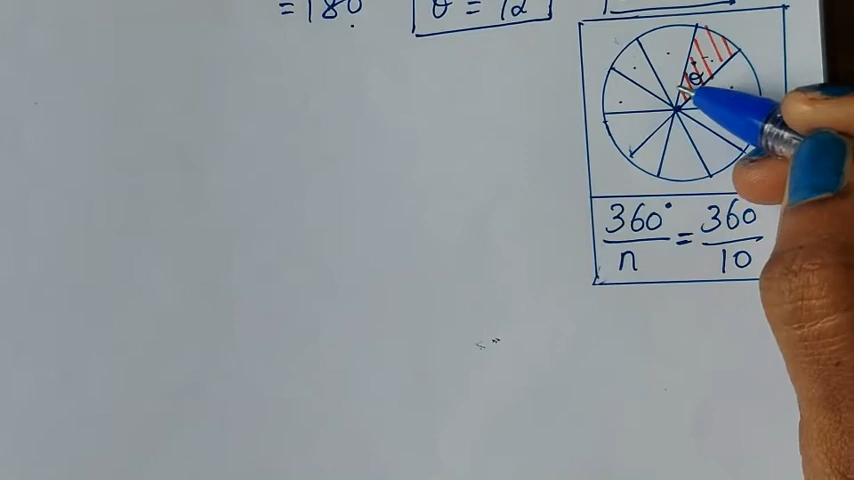 = 180
θ = 12
θ
360° / n = 360 / 10